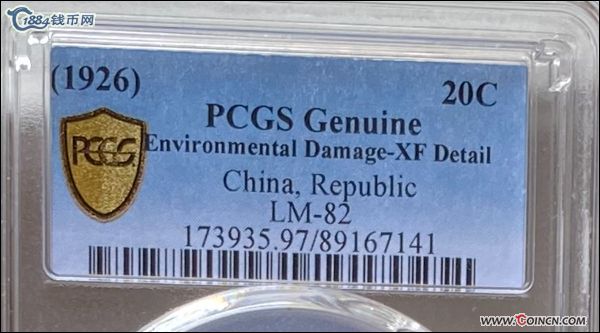 1884钱币网
(1926)
20C
PCGS Genuine
PCGS
Environmental Damage-XF Detail
China, Republic
LM-82
173935.97/89167141
www.COINCN.com